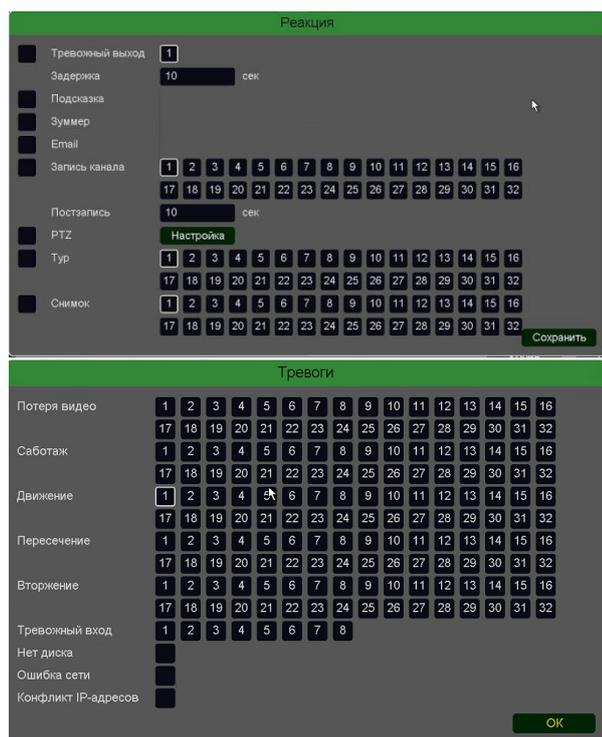 Реакция
Тревожный выход 1
Задержка 10 сек
Подсказка
Зуммер
Email
Запись канала 1 2 3 4 5 6 7 8 9 10 11 12 13 14 15 16
17 18 19 20 21 22 23 24 25 26 27 28 29 30 31 32
Постзапись 10 сек
PTZ Настройка
Тур 1 2 3 4 5 6 7 8 9 10 11 12 13 14 15 16
17 18 19 20 21 22 23 24 25 26 27 28 29 30 31 32
Снимок 1 2 3 4 5 6 7 8 9 10 11 12 13 14 15 16
17 18 19 20 21 22 23 24 25 26 27 28 29 30 31 32
Сохранить
Тревоги
Потеря видео 1 2 3 4 5 6 7 8 9 10 11 12 13 14 15 16
17 18 19 20 21 22 23 24 25 26 27 28 29 30 31 32
Саботаж 1 2 3 4 5 6 7 8 9 10 11 12 13 14 15 16
17 18 19 20 21 22 23 24 25 26 27 28 29 30 31 32
Движение 1 2 3 4 5 6 7 8 9 10 11 12 13 14 15 16
17 18 19 20 21 22 23 24 25 26 27 28 29 30 31 32
Пересечение 1 2 3 4 5 6 7 8 9 10 11 12 13 14 15 16
17 18 19 20 21 22 23 24 25 26 27 28 29 30 31 32
Вторжение 1 2 3 4 5 6 7 8 9 10 11 12 13 14 15 16
17 18 19 20 21 22 23 24 25 26 27 28 29 30 31 32
Тревожный вход 1 2 3 4 5 6 7 8
Нет диска
Ошибка сети
Конфликт IP-адресов
OK